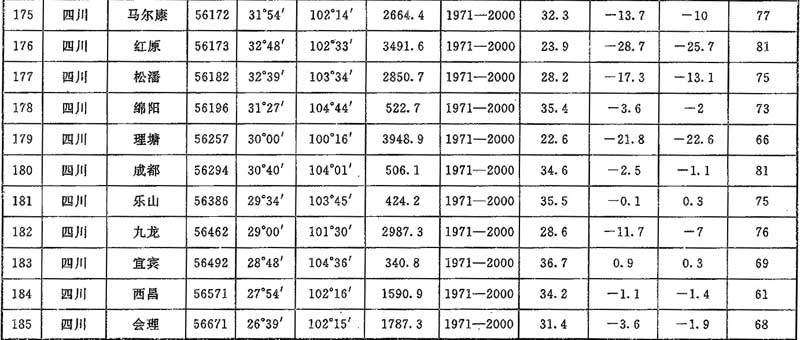 175 四川 马尔康 56172 31°54′ 102°14′ 2664.4 1971—2000 32.3 -13.7 -10 77
176 四川 红原 56173 32°48′ 102°33′ 3491.6 1971—2000 23.9 -28.7 -25.7 81
177 四川 松潘 56182 32°39′ 103°34′ 2850.7 1971—2000 28.2 -17.3 -13.1 75
178 四川 绵阳 56196 31°27′ 104°44′ 522.7 1971—2000 35.4 -3.6 -2 73
179 四川 理塘 56257 30°00′ 100°16′ 3948.9 1971—2000 22.6 -21.8 -22.6 66
180 四川 成都 56294 30°40′ 104°01′ 506.1 1971—2000 34.6 -2.5 -1.1 81
181 四川 乐山 56386 29°34′ 103°45′ 424.2 1971—2000 35.5 -0.1 0.3 75
182 四川 九龙 56462 29°00′ 101°30′ 2987.3 1971—2000 28.6 -11.7 -7 76
183 四川 宜宾 56492 28°48′ 104°36′ 340.8 1971—2000 36.7 0.9 0.3 69
184 四川 西昌 56571 27°54′ 102°16′ 1590.9 1971—2000 34.2 -1.1 -1.4 61
185 四川 会理 56671 26°39′ 102°15′ 1787.3 1971—2000 31.4 -3.6 -1.9 68